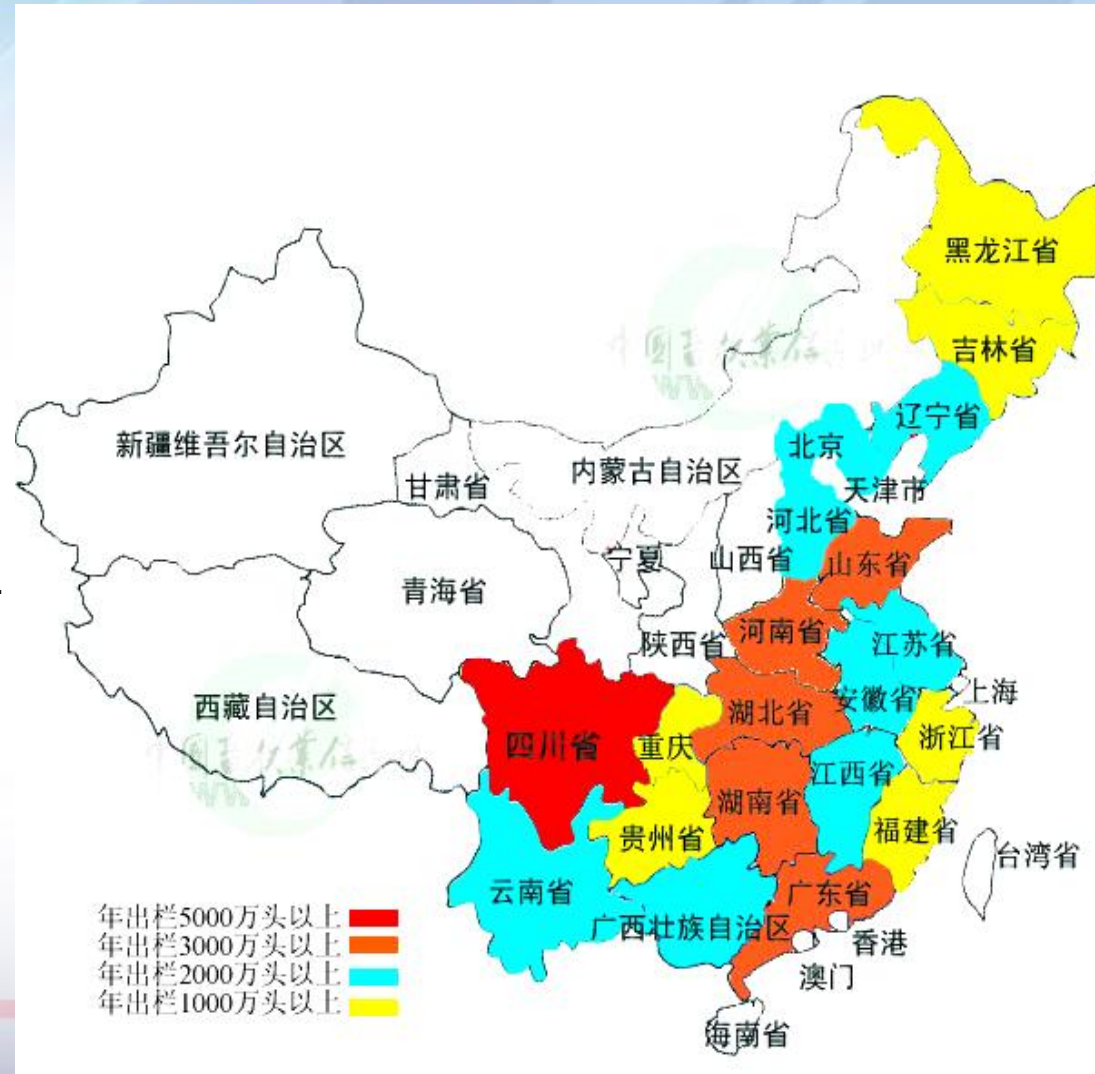 黑龙江省
吉林省
辽宁省
北京
新疆维吾尔自治区
内蒙古自治区
甘肃省
天津市
河北省
宁夏
山西省
山东省
青海省
河南省
陕西省
江苏省
西藏自治区
安徽省
上海
湖北省
浙江省
四川省
重庆
江西省
湖南省
贵州省
福建省
台湾省
云南省
广东省
广西壮族自治区
香港
澳门
海南省
年出栏5000万头以上
年出栏3000万头以上
年出栏2000万头以上
年出栏1000万头以上